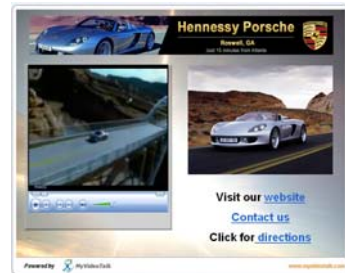 Hennessy Porsche
Roswell, GA
Just 15 minutes from Atlanta
Visit our website
Contact us
Click for directions
Powered by MyVideoTalk